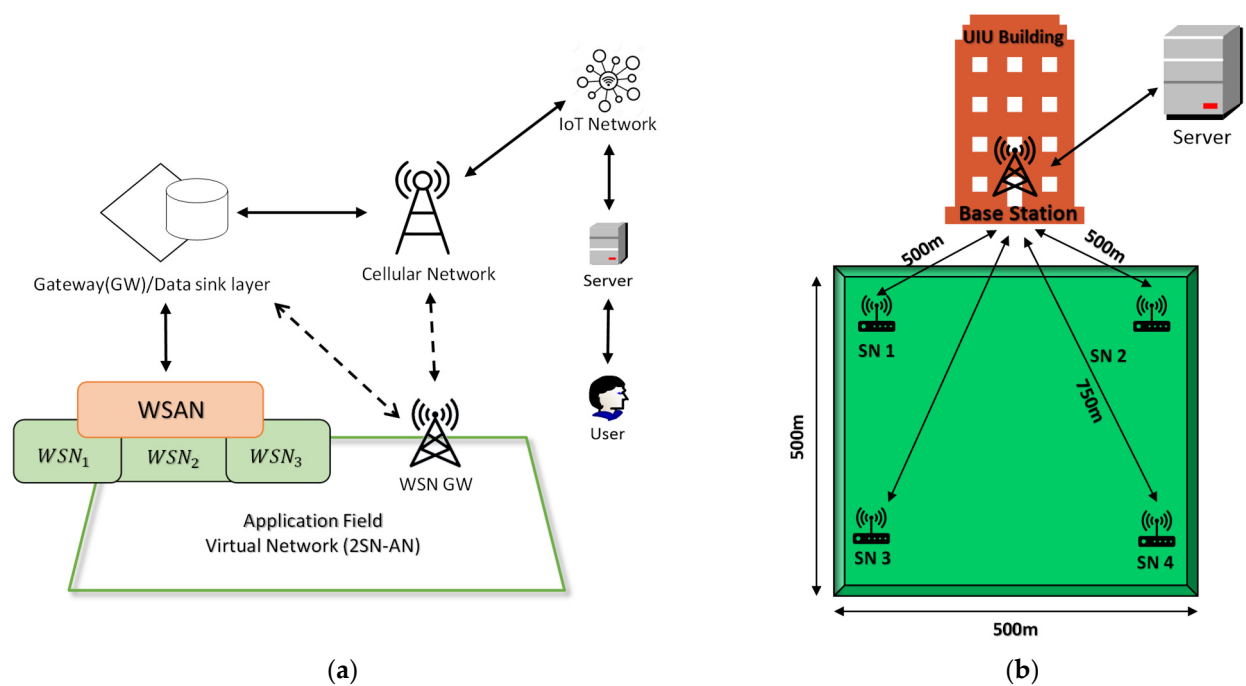 IoT Network
Cellular Network
Gateway(GW)/Data sink layer
Server
User
WSAN
WSN₁
WSN₂
WSN₃
WSN GW
Application Field
Virtual Network (2SN-AN)
(a)
UIU Building
Server
Base Station
500m
500m
SN 1
SN 2
750m
500m
SN 3
SN 4
500m
(b)